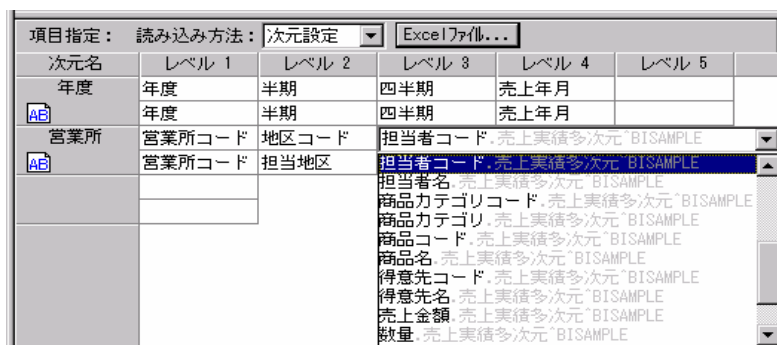 項目指定： 読み込み方法： 次元設定 Excelファイル...
次元名 レベル 1 レベル 2 レベル 3 レベル 4 レベル 5
年度 年度 半期 四半期 売上年月
AB 年度 半期 四半期 売上年月
営業所 営業所コード 地区コード 担当者コード.売上実績多次元^BISAMPLE
AB 営業所コード 担当地区 担当者コード.売上実績多次元^BISAMPLE
担当者名.売上実績多次元^BISAMPLE
商品カテゴリコード.売上実績多次元^BISAMPLE
商品カテゴリ.売上実績多次元^BISAMPLE
商品コード.売上実績多次元^BISAMPLE
商品名.売上実績多次元^BISAMPLE
得意先コード.売上実績多次元^BISAMPLE
得意先名.売上実績多次元^BISAMPLE
売上金額.売上実績多次元^BISAMPLE
数量.売上実績多次元^BISAMPLE